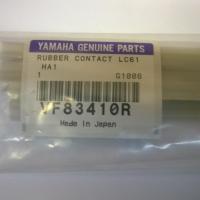 YAMAHA GENUINE PARTS
RUBBER CONTACT LC61
HA1
1 G1006
VF83410R
Made in Japan